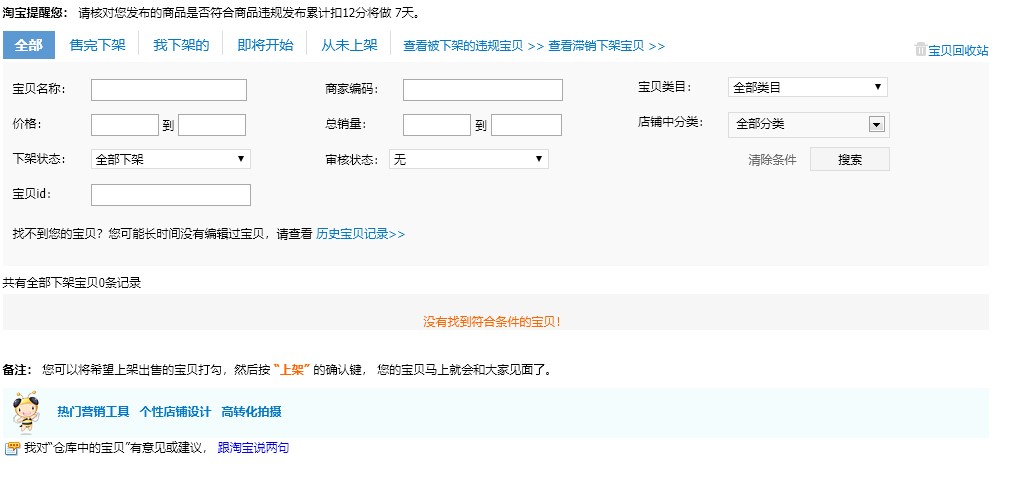 淘宝提醒您： 请核对您发布的商品是否符合商品违规发布累计扣12分将做 7天。
全部 售完下架 我下架的 即将开始 从未上架 查看被下架的违规宝贝 >> 查看滞销下架宝贝 >> 宝贝回收站
宝贝名称： 商家编码： 宝贝类目： 全部类目
价格： 到 总销量： 到 店铺中分类： 全部分类
下架状态： 全部下架 审核状态： 无 清除条件 搜索
宝贝id：
找不到您的宝贝？您可能长时间没有编辑过宝贝，请查看 历史宝贝记录>>
共有全部下架宝贝0条记录
没有找到符合条件的宝贝！
备注： 您可以将希望上架出售的宝贝打勾，然后按 “上架” 的确认键， 您的宝贝马上就会和大家见面了。
热门营销工具 个性店铺设计 高转化拍摄
我对“仓库中的宝贝”有意见或建议， 跟淘宝说两句